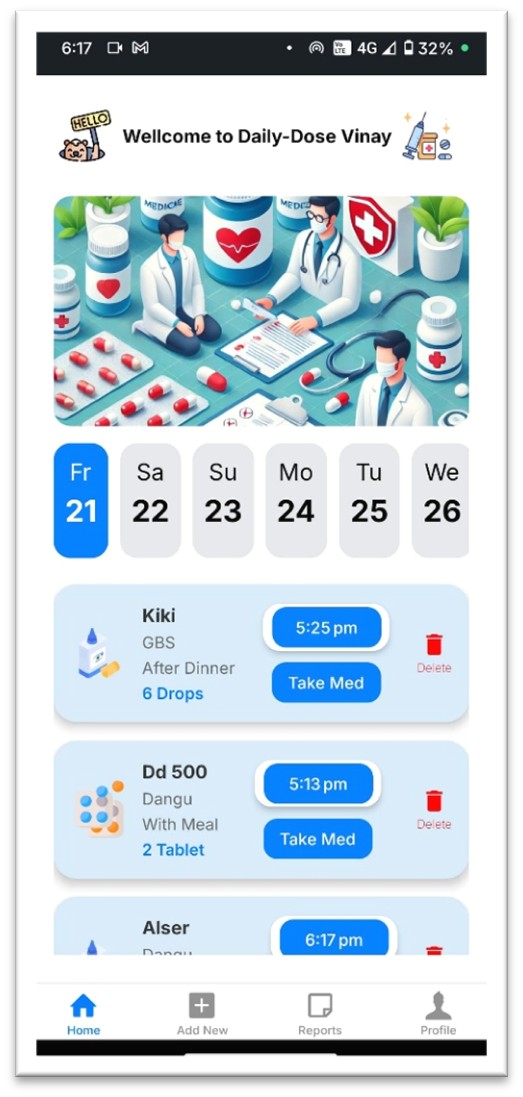 6:17 Vo LTE 4G 32%
HELLO
Wellcome to Daily-Dose Vinay
MEDICINE
Fr Sa Su Mo Tu We
21 22 23 24 25 26
Kiki
GBS
After Dinner
6 Drops
5:25 pm
Take Med
Delete
Dd 500
Dangu
With Meal
2 Tablet
5:13 pm
Take Med
Delete
Alser
Dangu
6:17 pm
Home Add New Reports Profile